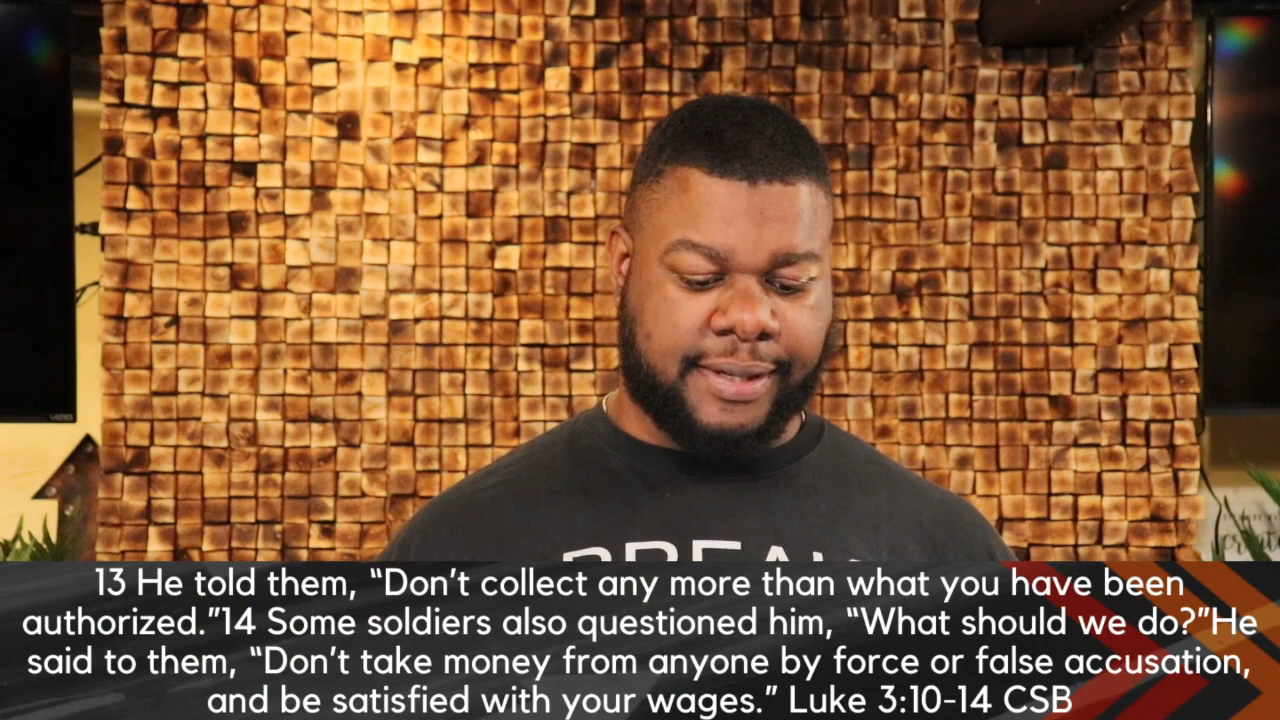 VIZIO
BREAK
13 He told them, “Don’t collect any more than what you have been
authorized.”14 Some soldiers also questioned him, “What should we do?”He
said to them, “Don’t take money from anyone by force or false accusation,
and be satisfied with your wages.” Luke 3:10-14 CSB